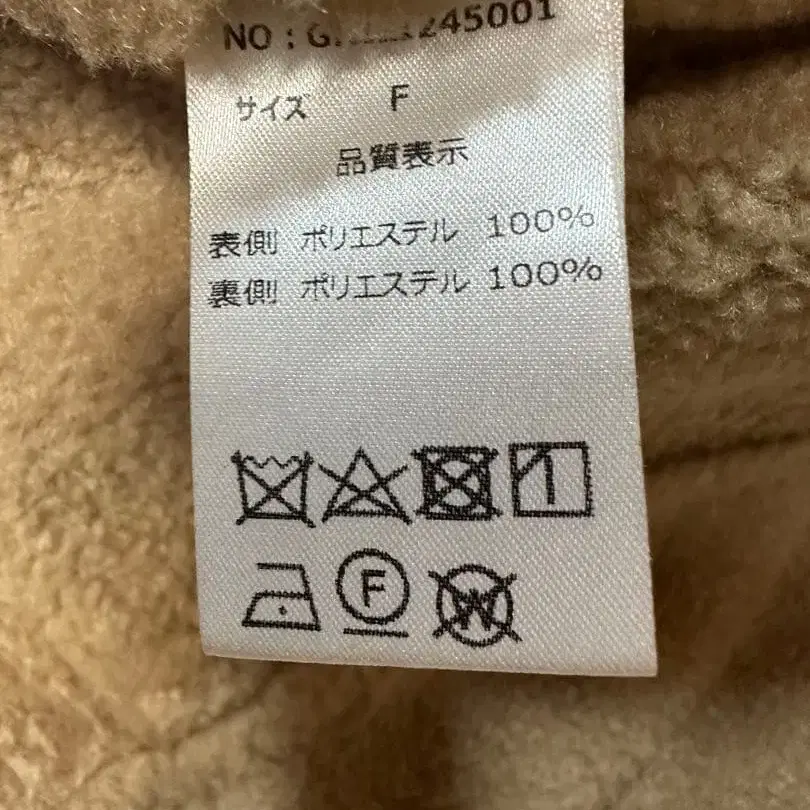 NO :
サイズ F
品質表示
表側 ポリエステル 100%
裏側 ポリエステル 100%
F
W